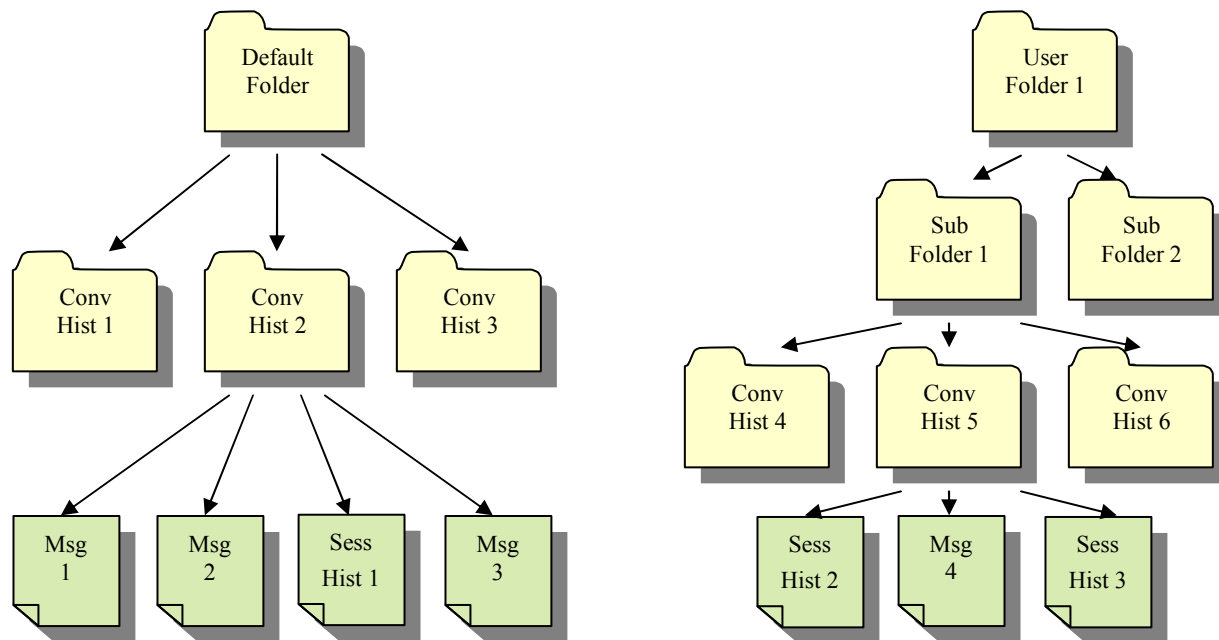 Default
Folder
User
Folder 1
Sub
Folder 1
Sub
Folder 2
Conv
Hist 1
Conv
Hist 2
Conv
Hist 3
Conv
Hist 4
Conv
Hist 5
Conv
Hist 6
Msg
1
Msg
2
Sess
Hist 1
Msg
3
Sess
Hist 2
Msg
4
Sess
Hist 3